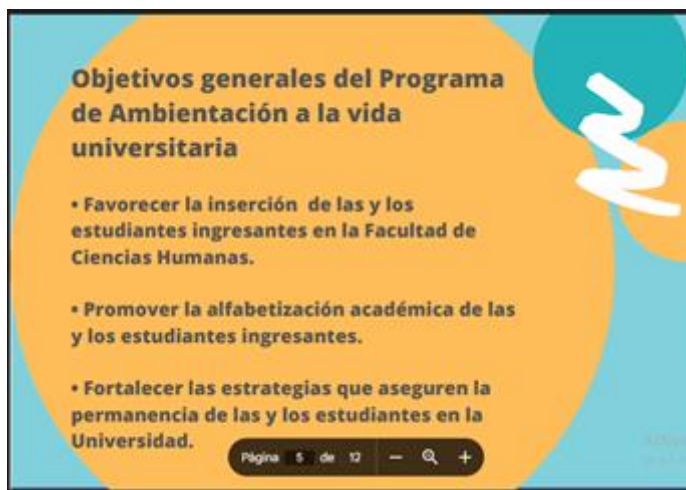 Objetivos generales del Programa
de Ambientación a la vida
universitaria
• Favorecer la inserción de las y los
estudiantes ingresantes en la Facultad de
Ciencias Humanas.
• Promover la alfabetización académica de las
y los estudiantes ingresantes.
• Fortalecer las estrategias que aseguren la
permanencia de las y los estudiantes en la
Universidad.
Página 5 de 12